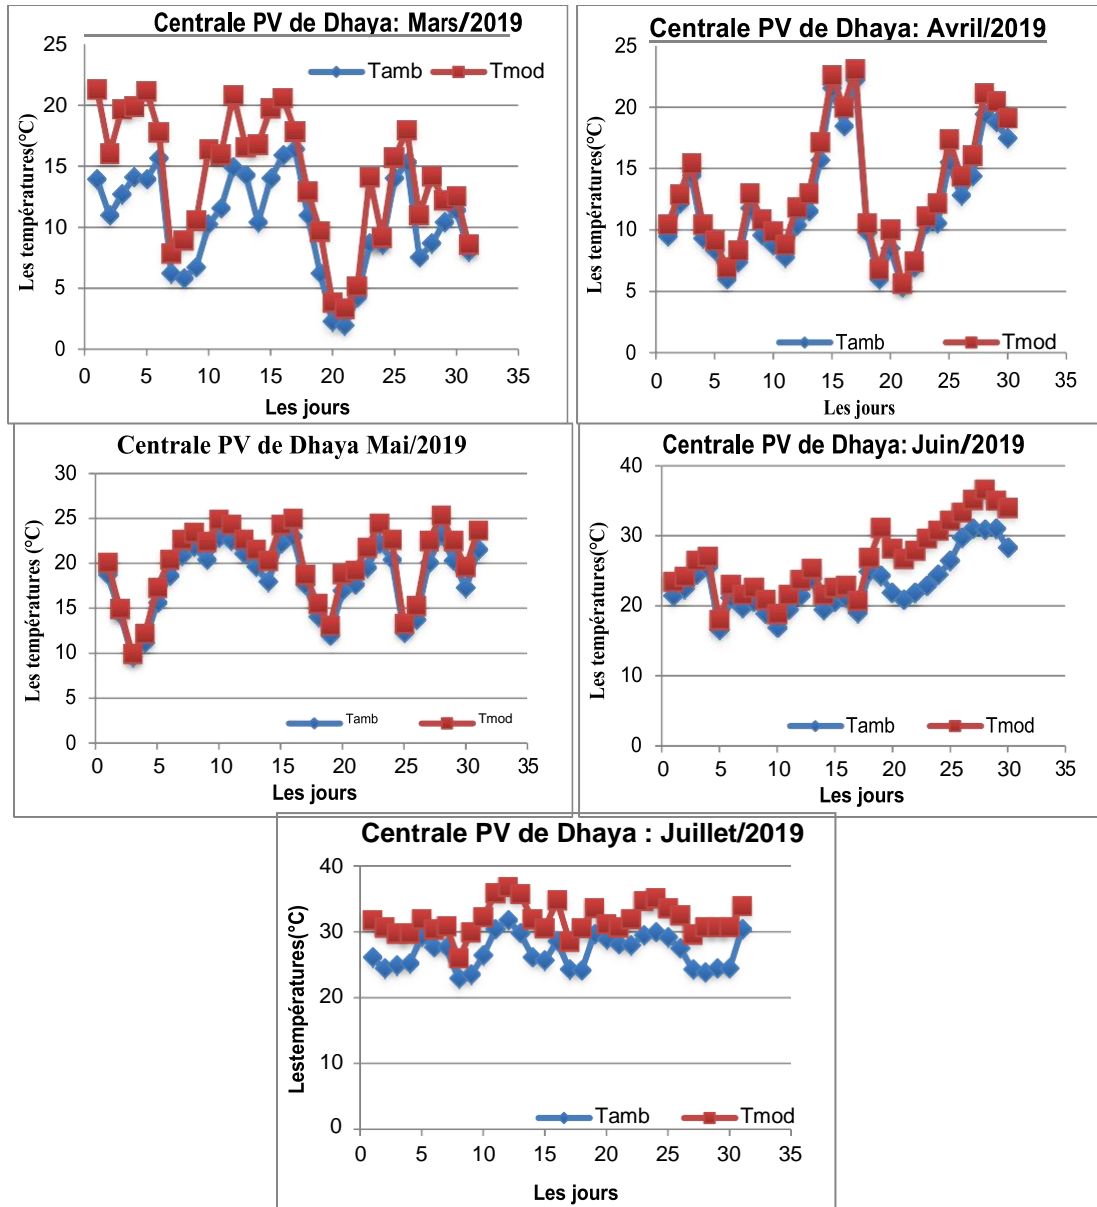 Centrale PV de Dhaya: Mars/2019
Les températures(°C)
25
20
15
10
5
0
Tamb
Tmod
0 5 10 15 20 25 30 35
Les jours
Centrale PV de Dhaya: Avril/2019
Les températures(°C)
25
20
15
10
5
0
Tamb
Tmod
0 5 10 15 20 25 30 35
Les jours
Centrale PV de Dhaya Mai/2019
Les températures (°C)
30
25
20
15
10
5
0
Tamb
Tmod
0 5 10 15 20 25 30 35
Les jours
Centrale PV de Dhaya: Juin/2019
Les températures(°C)
40
30
20
10
0
Tamb
Tmod
0 5 10 15 20 25 30 35
Les jours
Centrale PV de Dhaya : Juillet/2019
Lestempératures(°C)
40
30
20
10
0
Tamb
Tmod
0 5 10 15 20 25 30 35
Les jours